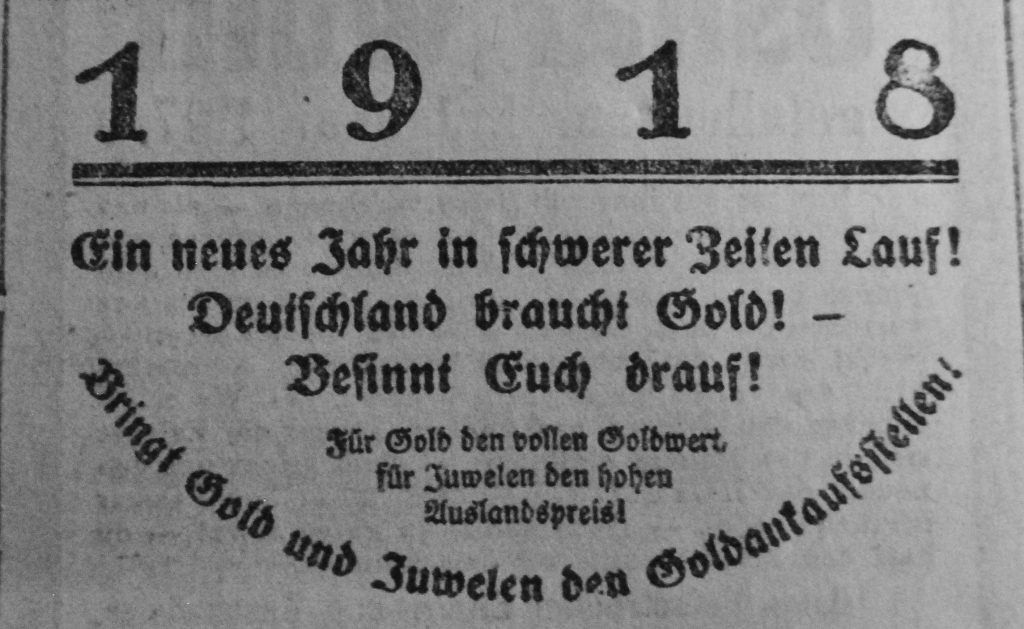 1918
Ein neues Jahr in schwerer Zeiten Lauf!
Deutschland braucht Gold! –
Besinnt Euch drauf!
Für Gold den vollen Goldwert,
für Juwelen den hohen
Auslandspreis!
Bringt Gold und Juwelen den Goldankaufsstellen!